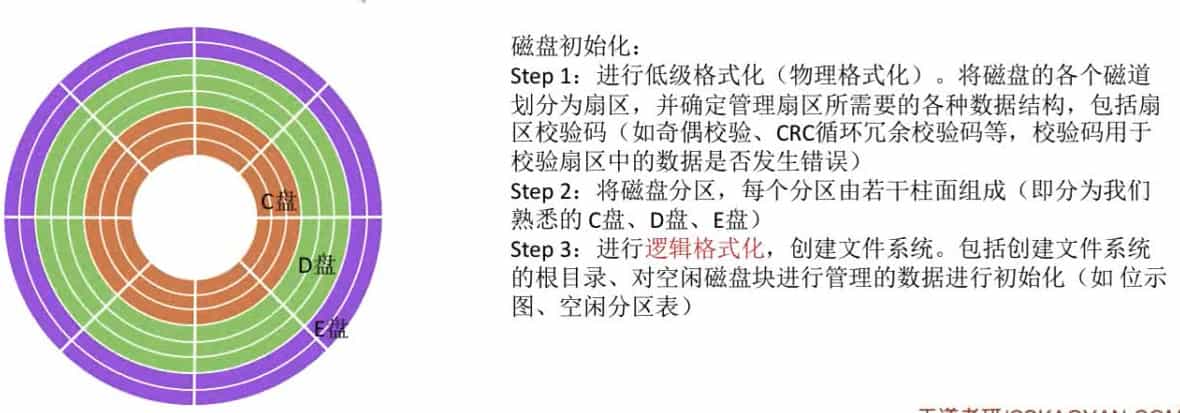 C盘
D盘
E盘
磁盘初始化：
Step 1：进行低级格式化（物理格式化）。将磁盘的各个磁道
划分为扇区，并确定管理扇区所需要的各种数据结构，包括扇
区校验码（如奇偶校验、CRC循环冗余校验码等，校验码用于
校验扇区中的数据是否发生错误）
Step 2：将磁盘分区，每个分区由若干柱面组成（即分为我们
熟悉的 C盘、D盘、E盘）
Step 3：进行逻辑格式化，创建文件系统。包括创建文件系统
的根目录、对空闲磁盘块进行管理的数据进行初始化（如 位示
图、空闲分区表）